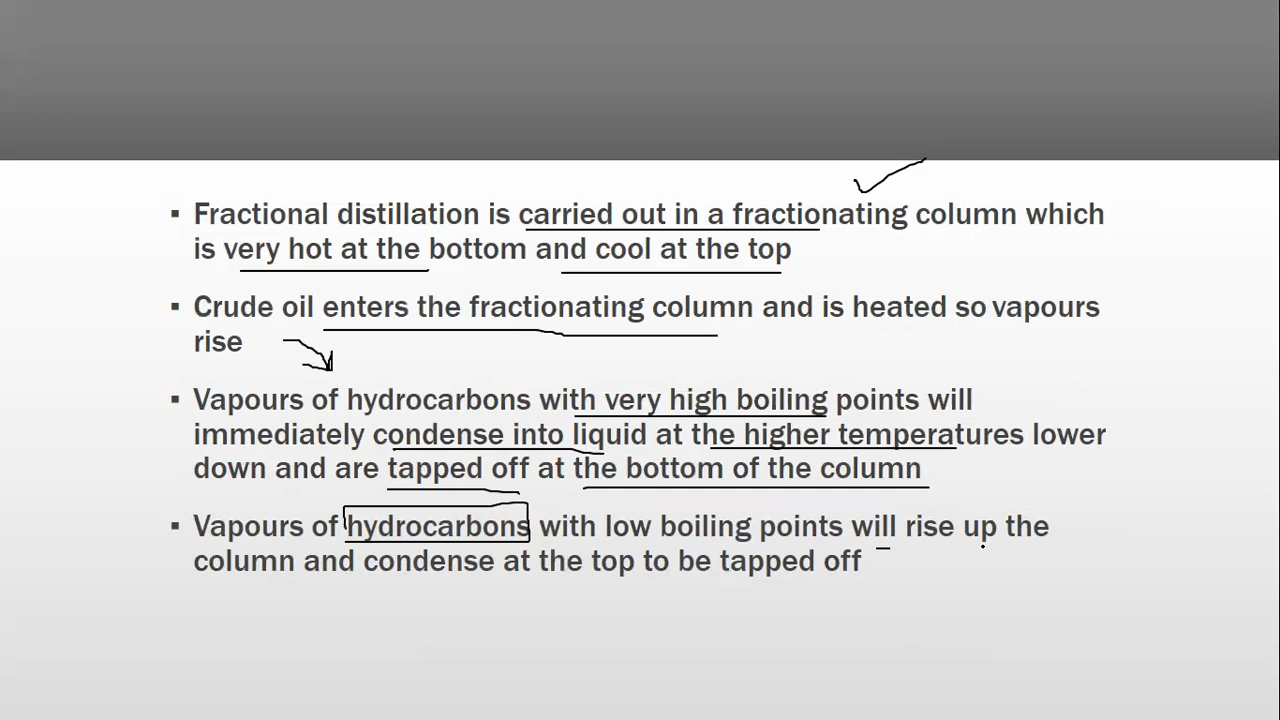 ▪ Fractional distillation is carried out in a fractionating column which
is very hot at the bottom and cool at the top
▪ Crude oil enters the fractionating column and is heated so vapours
rise
▪ Vapours of hydrocarbons with very high boiling points will
immediately condense into liquid at the higher temperatures lower
down and are tapped off at the bottom of the column
▪ Vapours of hydrocarbons with low boiling points will rise up the
column and condense at the top to be tapped off